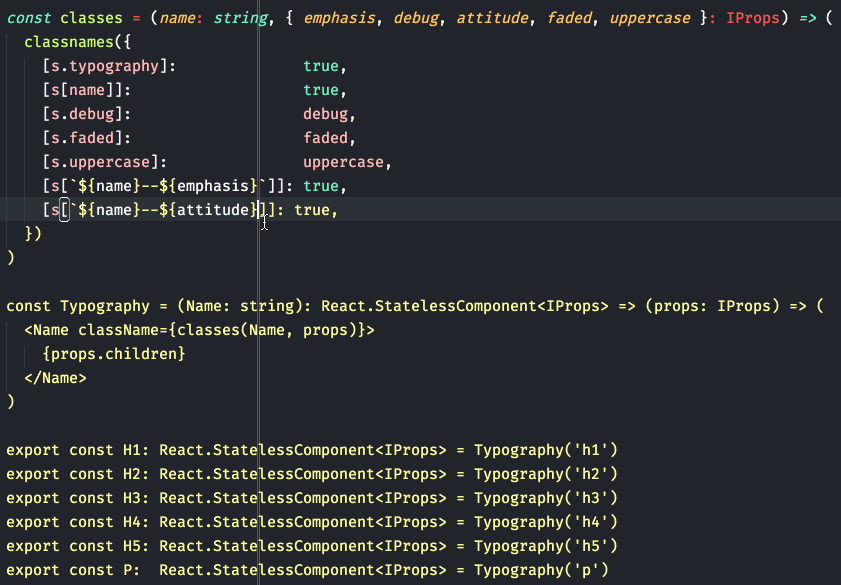 const classes = (name: string, { emphasis, debug, attitude, faded, uppercase }: IProps) => (
  classnames({
    [s.typography]:              true,
    [s[name]]:                   true,
    [s.debug]:                   debug,
    [s.faded]:                   faded,
    [s.uppercase]:               uppercase,
    [s[`${name}--${emphasis}`]]: true,
    [s[`${name}--${attitude}]]: true,
  })
)
const Typography = (Name: string): React.StatelessComponent<IProps> => (props: IProps) => (
  <Name className={classes(Name, props)}>
    {props.children}
  </Name>
)
export const H1: React.StatelessComponent<IProps> = Typography('h1')
export const H2: React.StatelessComponent<IProps> = Typography('h2')
export const H3: React.StatelessComponent<IProps> = Typography('h3')
export const H4: React.StatelessComponent<IProps> = Typography('h4')
export const H5: React.StatelessComponent<IProps> = Typography('h5')
export const P:  React.StatelessComponent<IProps> = Typography('p')